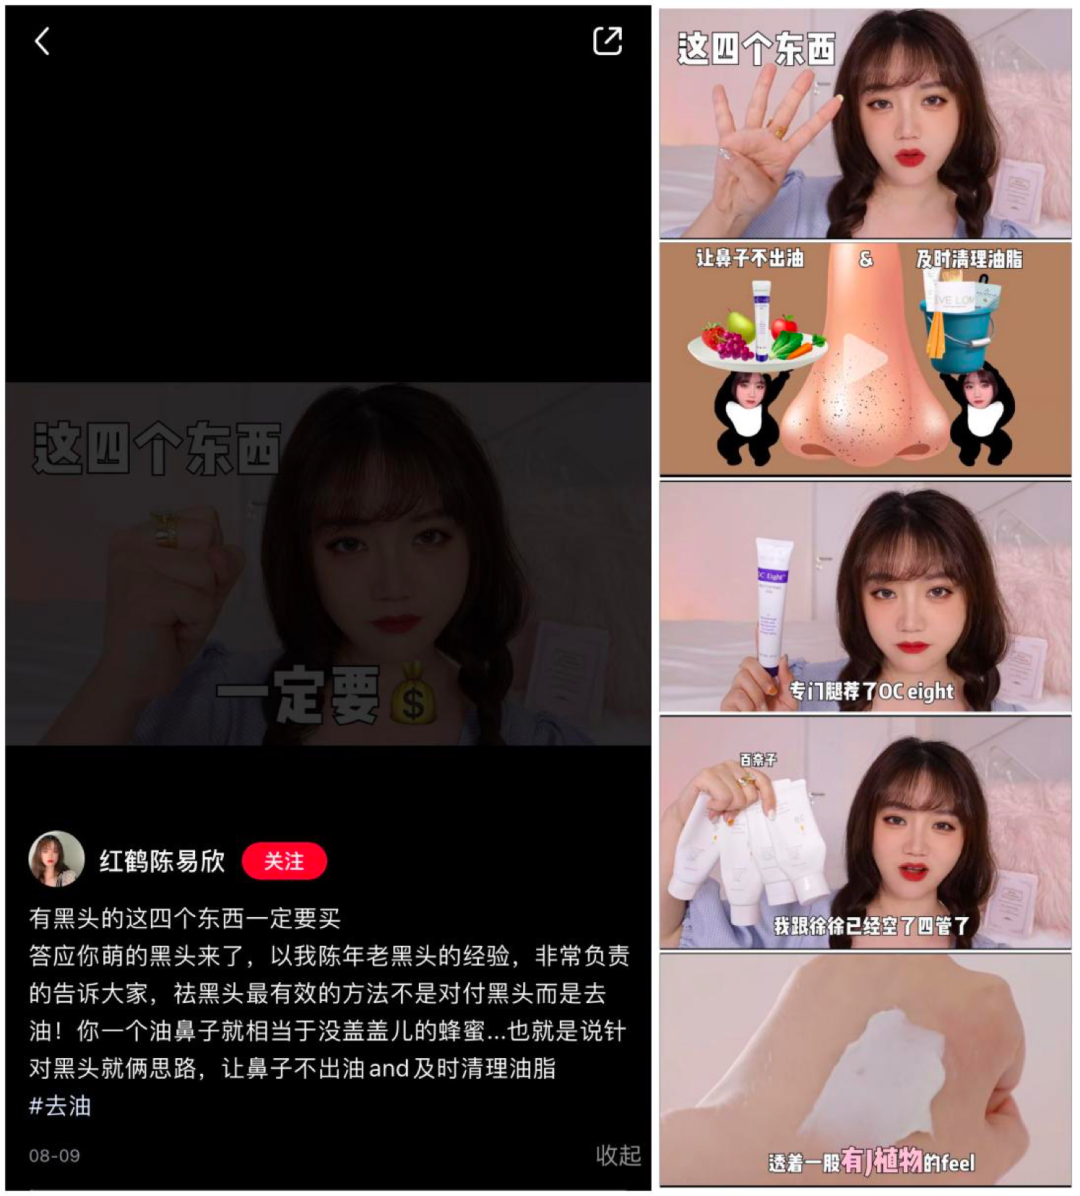 这四个东西
一定要
$
红鹤陈易欣
关注
有黑头的这四个东西一定要买
答应你萌的黑头来了，以我陈年老黑头的经验，非常负责
的告诉大家，祛黑头最有效的方法不是对付黑头而是去
油！你一个油鼻子就相当于没盖盖儿的蜂蜜...也就是说针
对黑头就俩思路，让鼻子不出油and及时清理油脂
#去油
08-09
收起
这四个东西
让鼻子不出油 & 及时清理油脂
EVE LOM
OC Eight
专门腿荐了OC eight
百奈子
我跟徐徐已经空了四管了
透着一股有J植物的feel